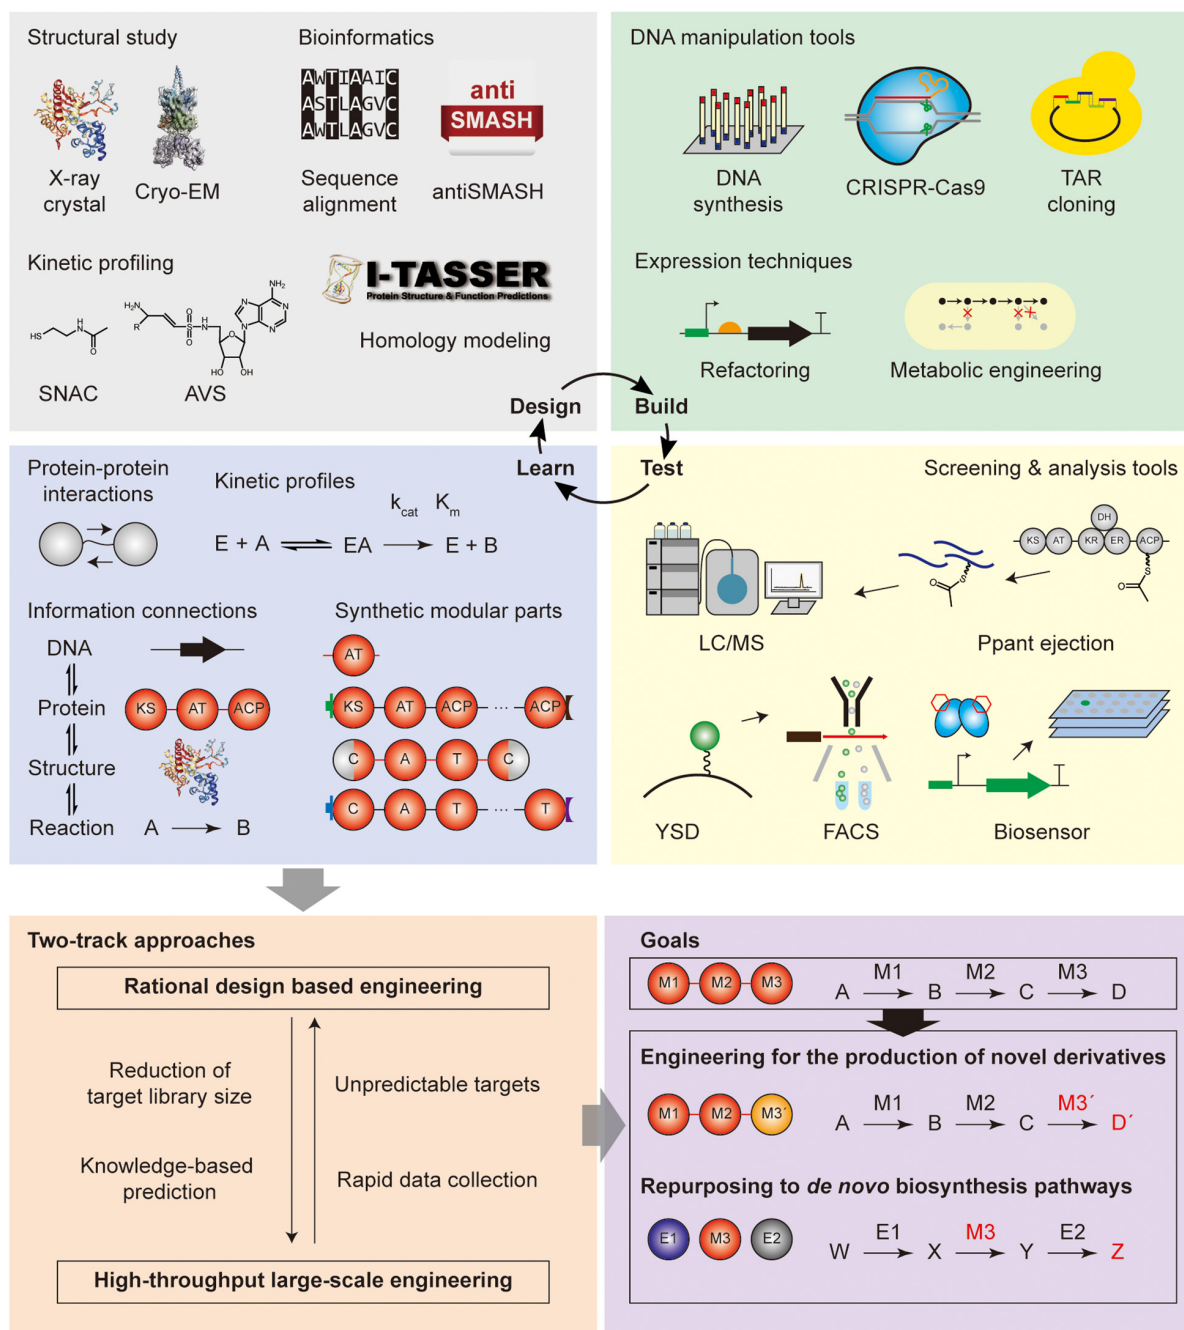 Structural study
X-ray
crystal
Cryo-EM
Bioinformatics
AWTIAAIC
ASTLAGVC
AWTLAGVC
Sequence
alignment
anti
SMASH
antiSMASH
Kinetic profiling
HS
H
N
O
SNAC
H2N
R
O
S
O
HN
O
N
N
N
N
NH2
HO
OH
AVS
I-TASSER
Protein Structure & Function Predictions
Homology modeling
Design
DNA manipulation tools
DNA
synthesis
CRISPR-Cas9
TAR
cloning
Expression techniques
Refactoring
Metabolic engineering
Build
Learn
Protein-protein
interactions
Kinetic profiles
kcat Km
E + A EA E + B
Information connections
DNA
Protein
KS AT ACP
Structure
Reaction
A B
Synthetic modular parts
AT
KS AT ACP ... ACP
C A T C
C A T ... T
Test
Screening & analysis tools
LC/MS
KS AT KR DH ER ACP
S
O
S
O
Ppant ejection
YSD
FACS
Biosensor
Two-track approaches
Rational design based engineering
Reduction of
target library size
Unpredictable targets
Knowledge-based
prediction
Rapid data collection
High-throughput large-scale engineering
Goals
M1 M2 M3
M1 M2 M3
A B C D
Engineering for the production of novel derivatives
M1 M2 M3´
M1 M2 M3´
A B C D´
Repurposing to de novo biosynthesis pathways
E1 M3 E2
E1 M3 E2
W X Y Z